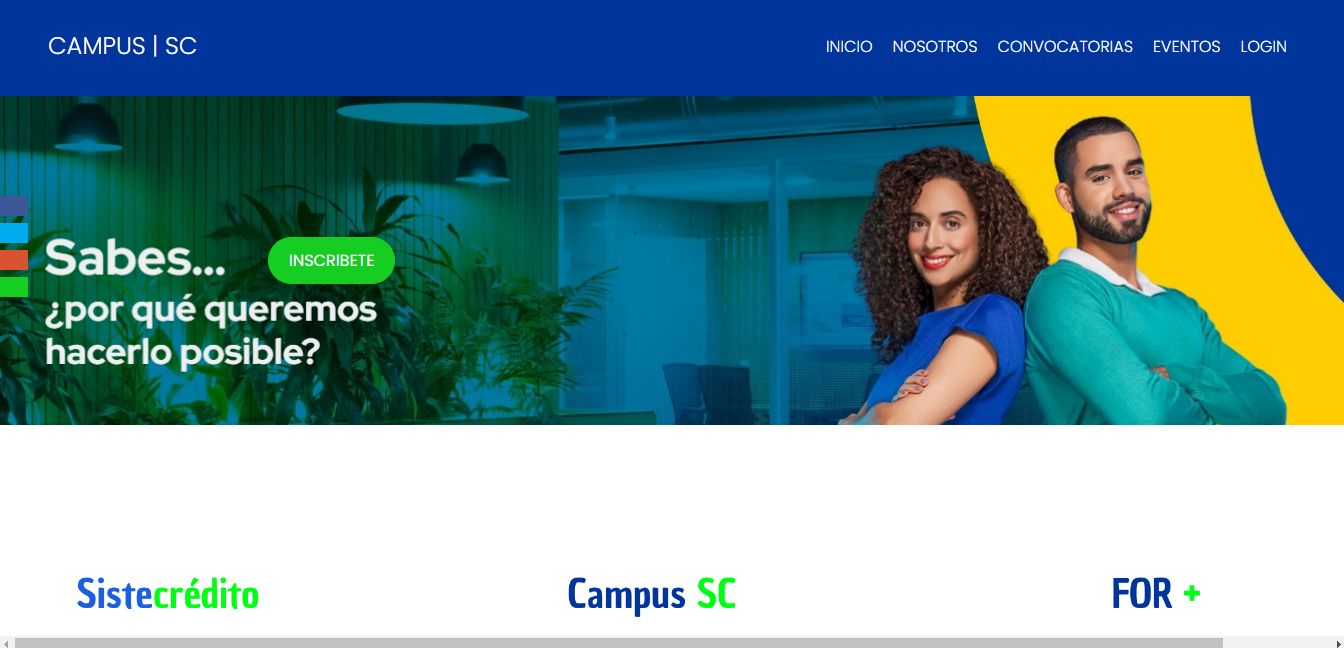 CAMPUS | SC
INICIO NOSOTROS CONVOCATORIAS EVENTOS LOGIN
Sabes...
INSCRIBETE
¿por qué queremos
hacerlo posible?
Sistecrédito
Campus SC
FOR +